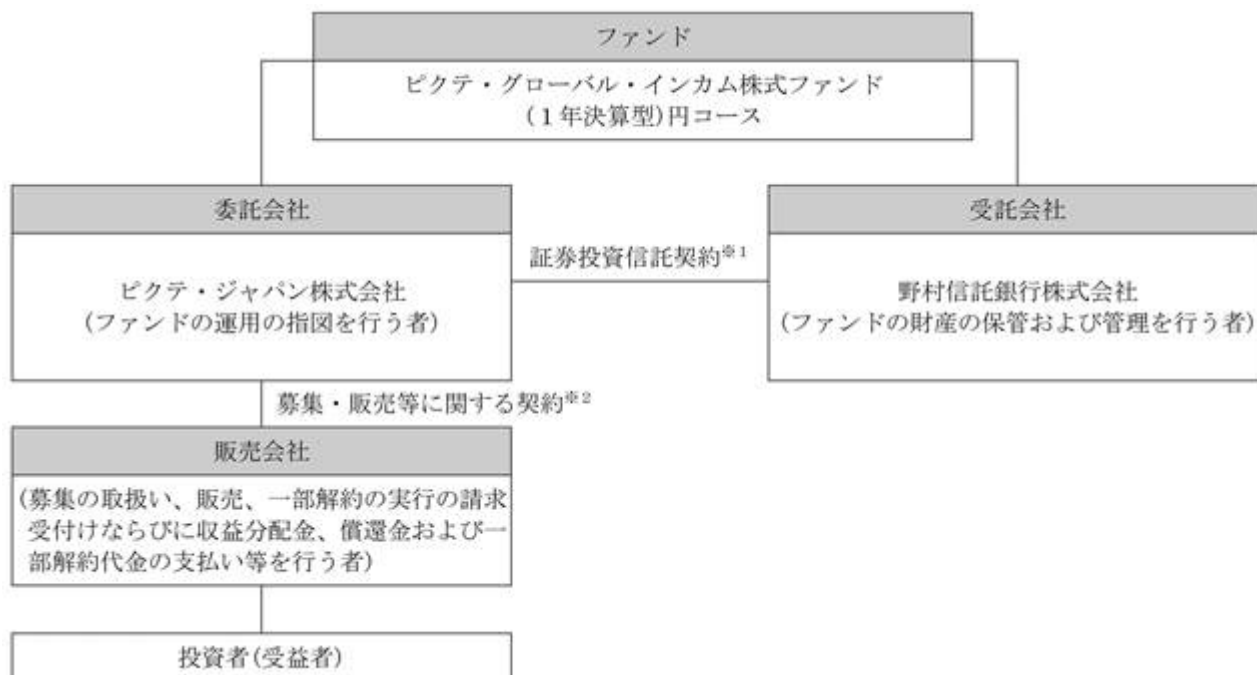 ファンド
ピクテ・グローバル・インカム株式ファンド
(1年決算型)円コース
委託会社
ピクテ・ジャパン株式会社
(ファンドの運用の指図を行う者)
証券投資信託契約※1
受託会社
野村信託銀行株式会社
(ファンドの財産の保管および管理を行う者)
募集・販売等に関する契約※2
販売会社
(募集の取扱い、販売、一部解約の実行の請求
受付けならびに収益分配金、償還金および一
部解約代金の支払い等を行う者)
投資者(受益者)